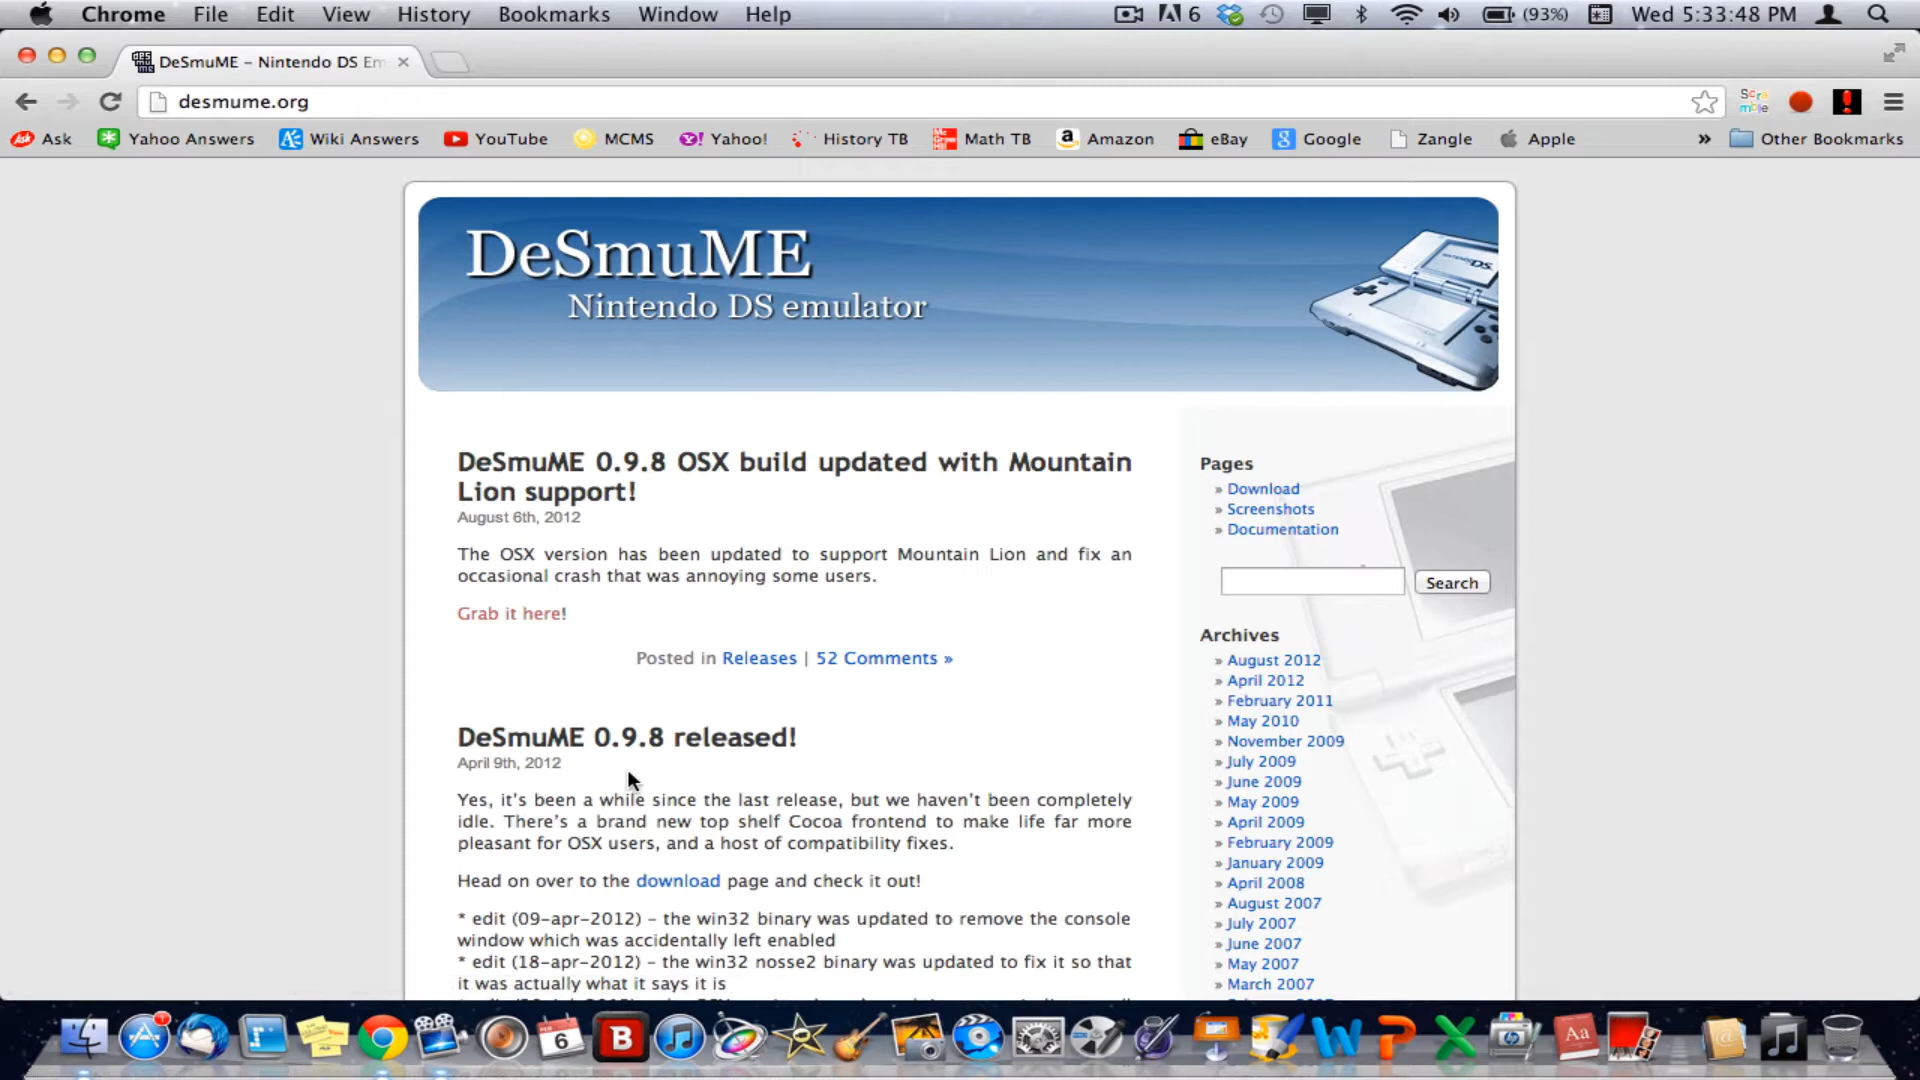 Chrome File Edit View History Bookmarks Window Help 6 (93%) Wed 5:33:48 PM
DeSmuME – Nintendo DS Em
desmume.org
Scra mble
Ask Yahoo Answers Wiki Answers YouTube MCMS Yahoo! History TB Math TB Amazon eBay Google Zangle Apple » Other Bookmarks
DeSmuME
Nintendo DS emulator
DeSmuME 0.9.8 OSX build updated with Mountain
Lion support!
August 6th, 2012
The OSX version has been updated to support Mountain Lion and fix an
occasional crash that was annoying some users.
Grab it here!
Posted in Releases | 52 Comments »
DeSmuME 0.9.8 released!
April 9th, 2012
Yes, it's been a while since the last release, but we haven't been completely
idle. There's a brand new top shelf Cocoa frontend to make life far more
pleasant for OSX users, and a host of compatibility fixes.
Head on over to the download page and check it out!
* edit (09-apr-2012) – the win32 binary was updated to remove the console
window which was accidentally left enabled
* edit (18-apr-2012) – the win32 nosse2 binary was updated to fix it so that
it was actually what it says it is
Pages
» Download
» Screenshots
» Documentation
Search
Archives
» August 2012
» April 2012
» February 2011
» May 2010
» November 2009
» July 2009
» June 2009
» May 2009
» April 2009
» February 2009
» January 2009
» April 2008
» August 2007
» July 2007
» June 2007
» May 2007
» March 2007